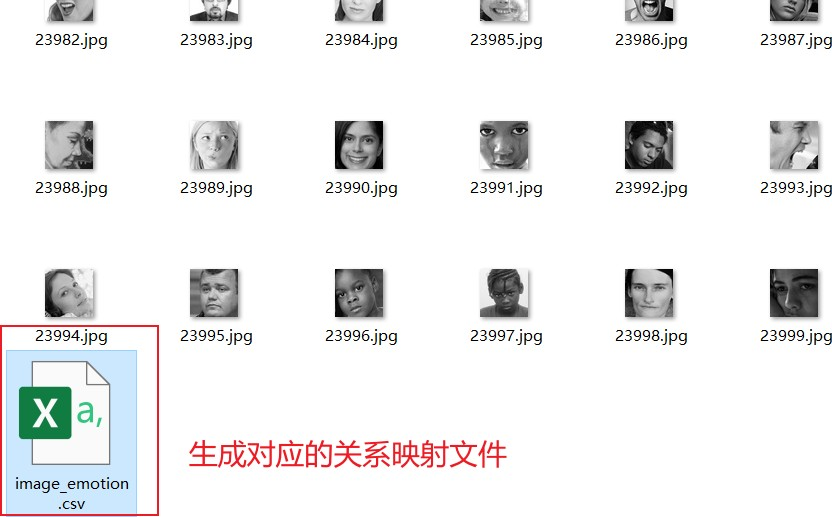 23982.jpg 23983.jpg 23984.jpg 23985.jpg 23986.jpg 23987.jpg
23988.jpg 23989.jpg 23990.jpg 23991.jpg 23992.jpg 23993.jpg
23994.jpg 23995.jpg 23996.jpg 23997.jpg 23998.jpg 23999.jpg
X a,
生成对应的关系映射文件
image_emotion
.csv